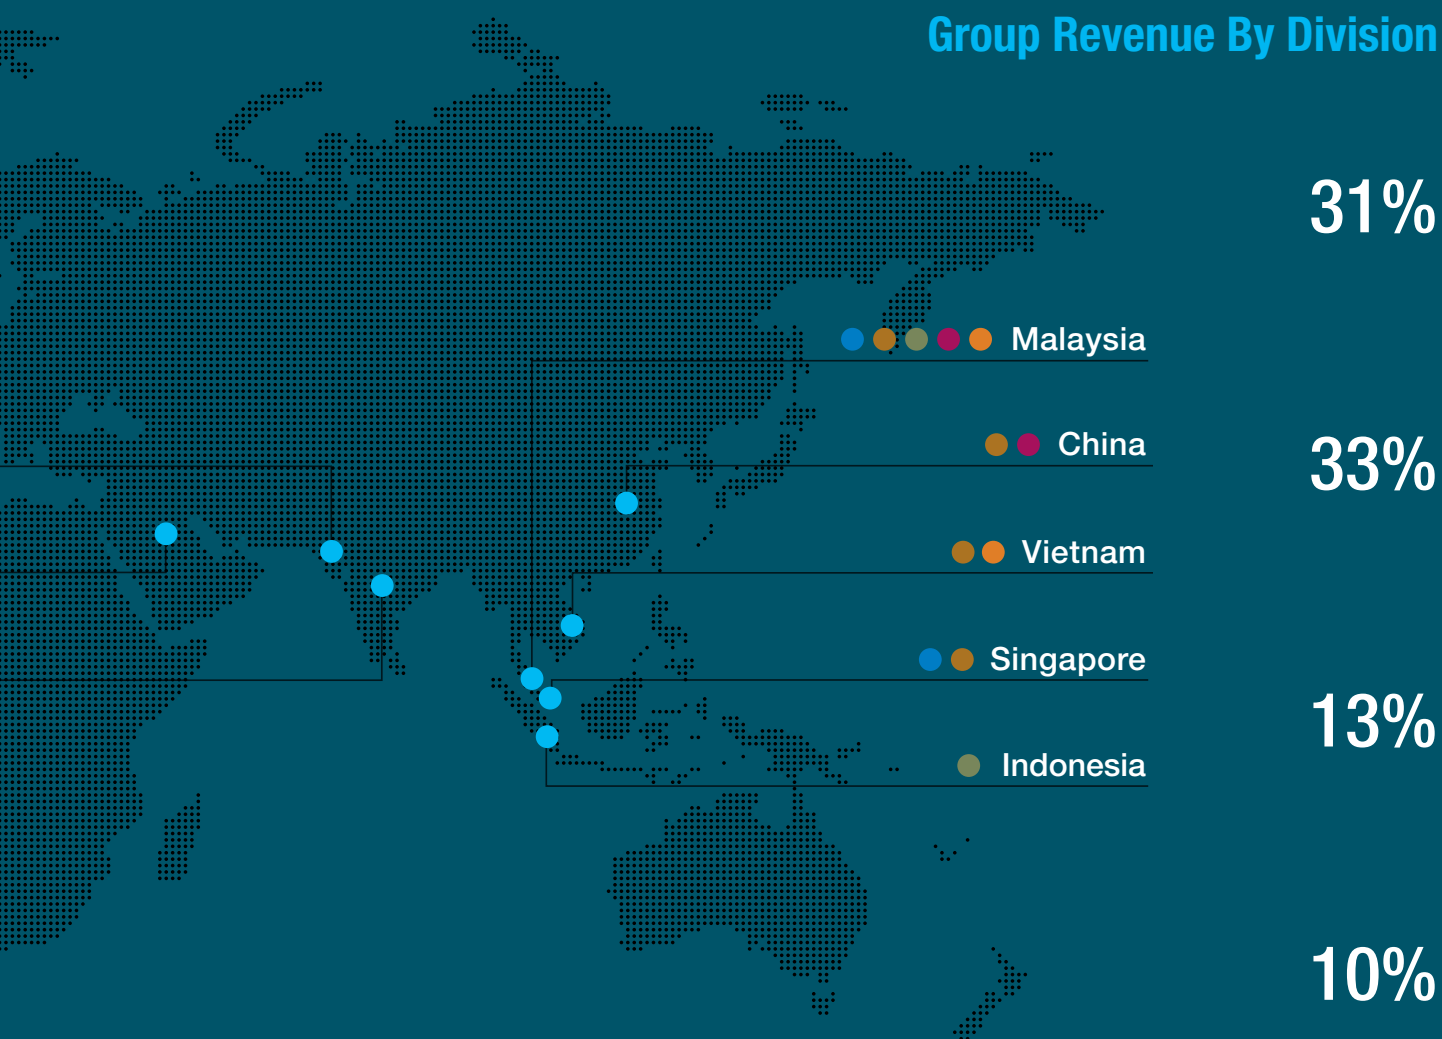 Group Revenue By Division
31%
Malaysia
China
33%
Vietnam
Singapore
13%
Indonesia
10%